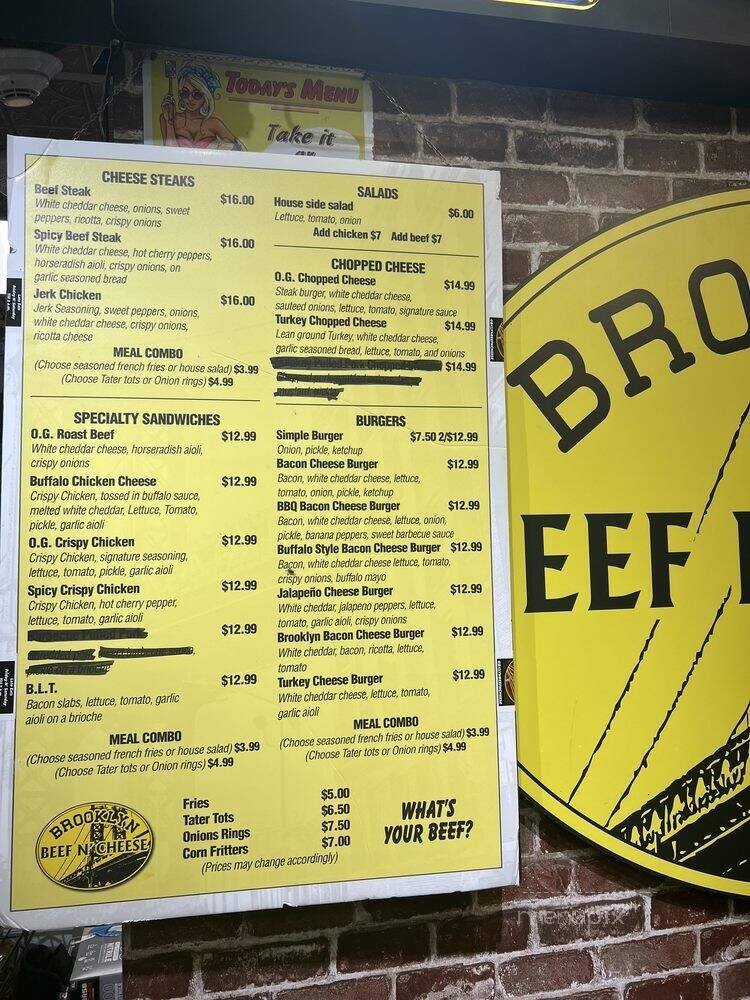 TODAY'S MENU
Take it
CHEESE STEAKS
Beef Steak $16.00
White cheddar cheese, onions, sweet
peppers, ricotta, crispy onions
Spicy Beef Steak $16.00
White cheddar cheese, hot cherry peppers,
horseradish aioli, crispy onions, on
garlic seasoned bread
Jerk Chicken $16.00
Jerk Seasoning, sweet peppers, onions,
white cheddar cheese, crispy onions,
ricotta cheese
MEAL COMBO
(Choose seasoned french fries or house salad) $3.99
(Choose Tater tots or Onion rings) $4.99
SPECIALTY SANDWICHES
O.G. Roast Beef $12.99
White cheddar cheese, horseradish aioli,
crispy onions
Buffalo Chicken Cheese $12.99
Crispy Chicken, tossed in buffalo sauce,
melted white cheddar, Lettuce, Tomato,
pickle, garlic aioli
O.G. Crispy Chicken $12.99
Crispy Chicken, signature seasoning,
lettuce, tomato, pickle, garlic aioli
Spicy Crispy Chicken $12.99
Crispy Chicken, hot cherry pepper,
lettuce, tomato, garlic aioli
$12.99
B.L.T. $12.99
Bacon slabs, lettuce, tomato, garlic
aioli on a brioche
MEAL COMBO
(Choose seasoned french fries or house salad) $3.99
(Choose Tater tots or Onion rings) $4.99
SALADS
House side salad $6.00
Lettuce, tomato, onion
Add chicken $7 Add beef $7
CHOPPED CHEESE
O.G. Chopped Cheese $14.99
Steak burger, white cheddar cheese,
sauteed onions, lettuce, tomato, signature sauce
Turkey Chopped Cheese $14.99
Lean ground Turkey, white cheddar cheese,
garlic seasoned bread, lettuce, tomato, and onions
$14.99
BURGERS
Simple Burger $7.50 2/$12.99
Onion, pickle, ketchup
Bacon Cheese Burger $12.99
Bacon, white cheddar cheese, lettuce,
tomato, onion, pickle, ketchup
BBQ Bacon Cheese Burger $12.99
Bacon, white cheddar cheese, lettuce, onion,
pickle, banana peppers, sweet barbecue sauce
Buffalo Style Bacon Cheese Burger $12.99
Bacon, white cheddar cheese lettuce, tomato,
crispy onions, buffalo mayo
Jalapeño Cheese Burger $12.99
White cheddar, jalapeno peppers, lettuce,
tomato, garlic aioli, crispy onions
Brooklyn Bacon Cheese Burger $12.99
White cheddar, bacon, ricotta, lettuce,
tomato
Turkey Cheese Burger $12.99
White cheddar cheese, lettuce, tomato,
garlic aioli
MEAL COMBO
(Choose seasoned french fries or house salad) $3.99
(Choose Tater tots or Onion rings) $4.99
BROOKLYN
BEEF N' CHEESE
Fries $5.00
Tater Tots $6.50
Onions Rings $7.50
Corn Fritters $7.00
(Prices may change accordingly)
WHAT'S
YOUR BEEF?
BRO
EEF
menupix